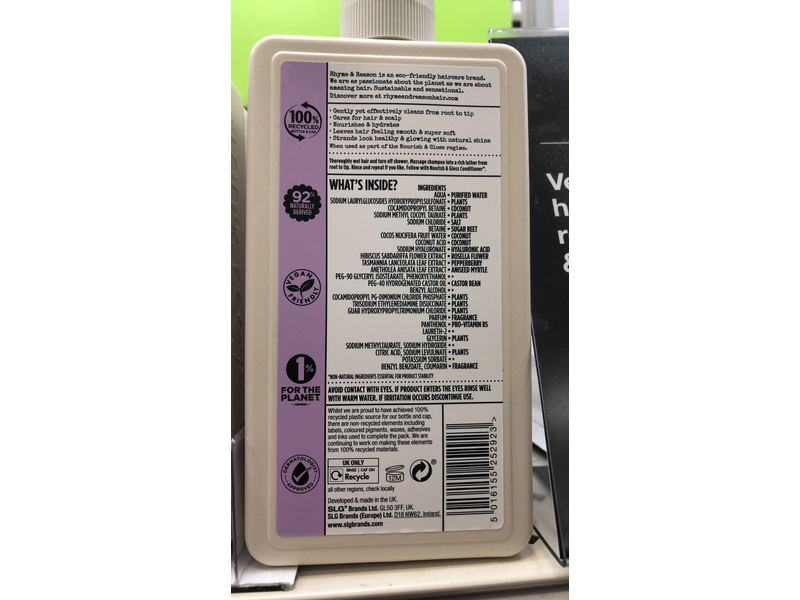 Rhyme & Reason is an eco-friendly haircare brand.
We are as passionate about the planet as we are about
amazing hair. Sustainable and sensational.
Discover more at rhymeandreasonhair.com
• Gently yet effectively cleans from root to tip
• Cares for hair & scalp
• Nourishes & hydrates
• Leaves hair feeling smooth & super soft
• Strands look healthy & glowing with natural shine
When used as part of the Nourish & Gloss regime.
Thoroughly wet hair and turn off shower. Massage shampoo into a rich lather from
root to tip. Rinse and repeat if you like. Follow with Nourish & Gloss Conditioner*.
100%
RECYCLED
BOTTLE & CAP
92%
NATURALLY
DERIVED
VEGAN
FRIENDLY
1%
FOR THE
PLANET
DERMATOLOGIST
APPROVED
WHAT'S INSIDE?
INGREDIENTS
AQUA • PURIFIED WATER
SODIUM LAURYLGLUCOSIDES HYDROXYPROPYLSULFONATE • PLANTS
COCAMIDOPROPYL BETAINE • COCONUT
SODIUM METHYL COCOYL TAURATE • PLANTS
SODIUM CHLORIDE • SALT
BETAINE • SUGAR BEET
COCOS NUCIFERA FRUIT WATER • COCONUT
COCONUT ACID • COCONUT
SODIUM HYALURONATE • HYALURONIC ACID
HIBISCUS SABDARIFFA FLOWER EXTRACT • ROSELLA FLOWER
TASMANNIA LANCEOLATA LEAF EXTRACT • PEPPERBERRY
ANETHOLEA ANISATA LEAF EXTRACT • ANISEED MYRTLE
PEG-90 GLYCERYL ISOSTEARATE, PHENOXYETHANOL • *
PEG-40 HYDROGENATED CASTOR OIL • CASTOR BEAN
BENZYL ALCOHOL • *
COCAMIDOPROPYL PG-DIMONIUM CHLORIDE PHOSPHATE • PLANTS
TRISODIUM ETHYLENEDIAMINE DISUCCINATE • PLANTS
GUAR HYDROXYPROPYLTRIMONIUM CHLORIDE • PLANTS
PARFUM • FRAGRANCE
PANTHENOL • PRO-VITAMIN B5
LAURETH-2 • *
GLYCERIN • PLANTS
SODIUM METHYLTAURATE, SODIUM HYDROXIDE • *
CITRIC ACID, SODIUM LEVULINATE • PLANTS
POTASSIUM SORBATE • *
BENZYL BENZOATE, COUMARIN • FRAGRANCE
*NON-NATURAL INGREDIENTS ESSENTIAL FOR PRODUCT STABILITY
AVOID CONTACT WITH EYES. IF PRODUCT ENTERS THE EYES RINSE WELL
WITH WARM WATER. IF IRRITATION OCCURS DISCONTINUE USE.
Whilst we are proud to have achieved 100%
recycled plastic source for our bottle and cap,
there are non-recycled elements including
labels, coloured pigments, waxes, adhesives
and inks used to complete the pack. We are
continuing to work on making these elements
from 100% recycled materials.
UK ONLY
RINSE | CAP ON
Recycle
12M
all other regions, check locally
Developed & made in the UK.
SLG® Brands Ltd. GL50 3FF, UK.
SLG Brands (Europe) Ltd. D18 NW62, Ireland.
www.slgbrands.com
5 016155 252923 >